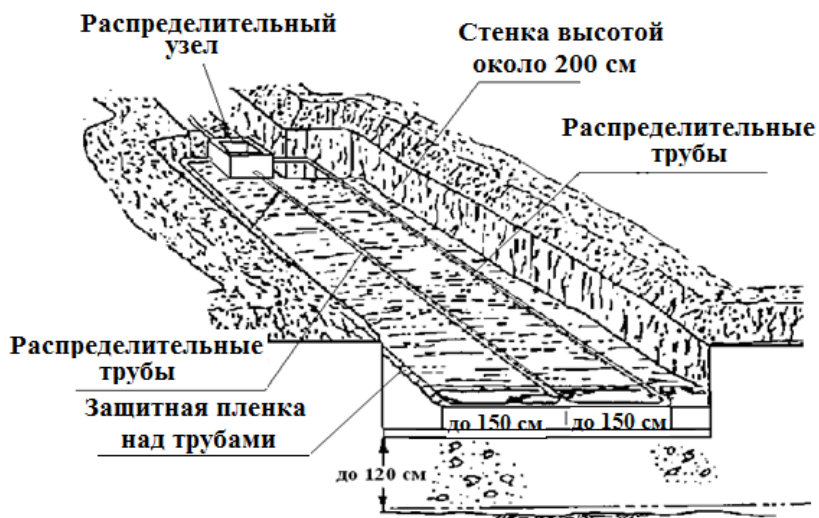 Распределительный
узел
Стенка высотой
около 200 см
Распределительные
трубы
Распределительные
трубы
Защитная пленка
над трубами
до 150 см
до 150 см
до 120 см